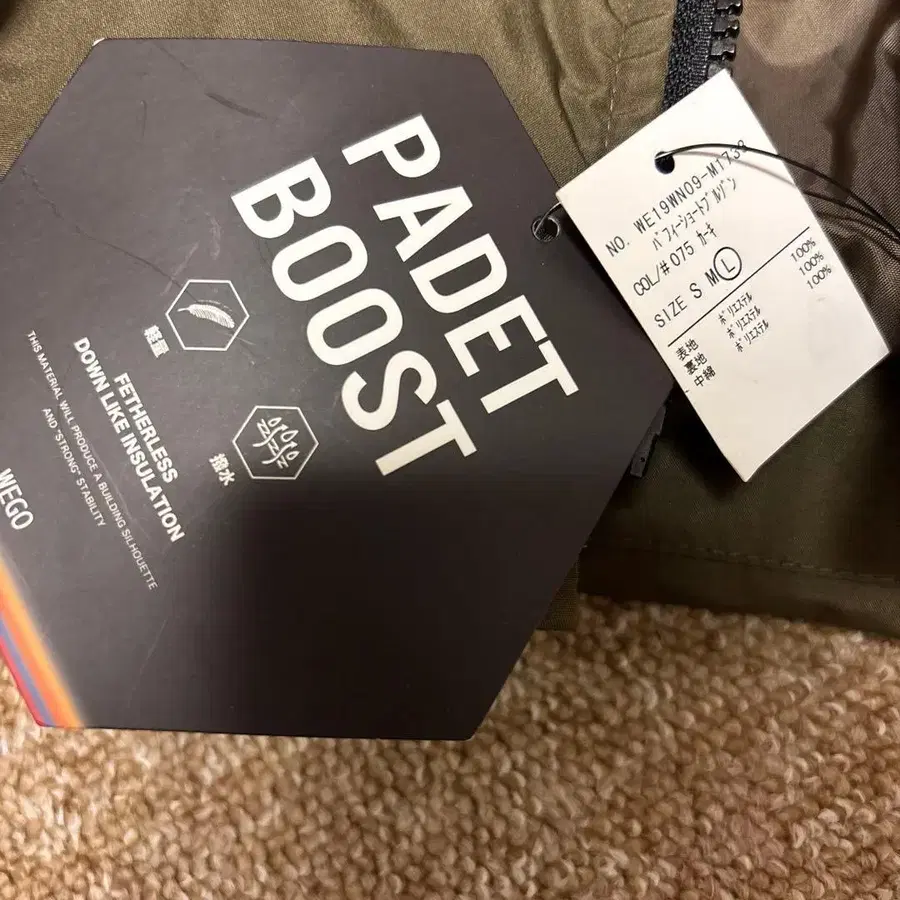 PADET
BOOST
軽量
撥水
FETHERLESS
DOWN LIKE INSULATION
THIS MATERIAL WILL PRODUCE A BUILDING SILHOUETTE
AND "STRONG" STABILITY
WEGO
NO. WE19WN09-M1738
パフィーショートブルゾン
COL/# 075 カーキ
SIZE S M L
表地 ポリエステル 100%
裏地 ポリエステル 100%
中綿 ポリエステル 100%